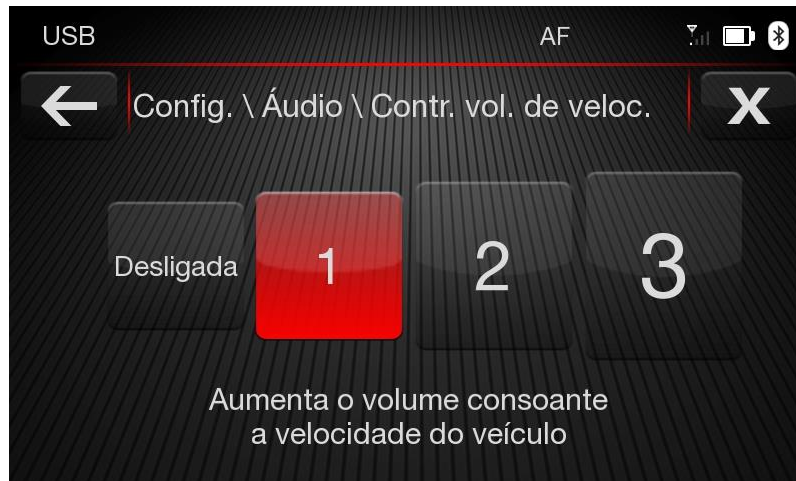 USB AF
Config. \ Áudio \ Contr. vol. de veloc. X
Desligada 1 2 3
Aumenta o volume consoante
a velocidade do veículo